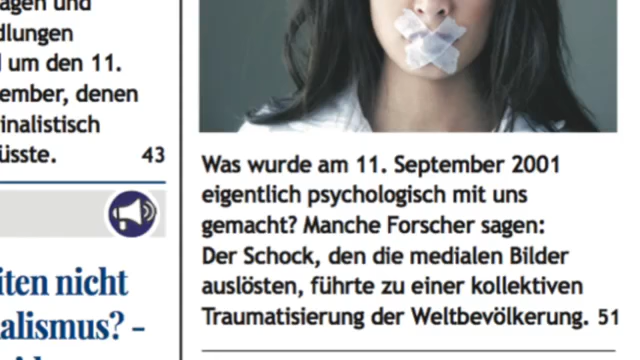 agen und
dlungen
um den 11.
ember, denen
inalistisch
üsste. 43
iten nicht
alismus? –
Was wurde am 11. September 2001
eigentlich psychologisch mit uns
gemacht? Manche Forscher sagen:
Der Schock, den die medialen Bilder
auslösten, führte zu einer kollektiven
Traumatisierung der Weltbevölkerung. 51